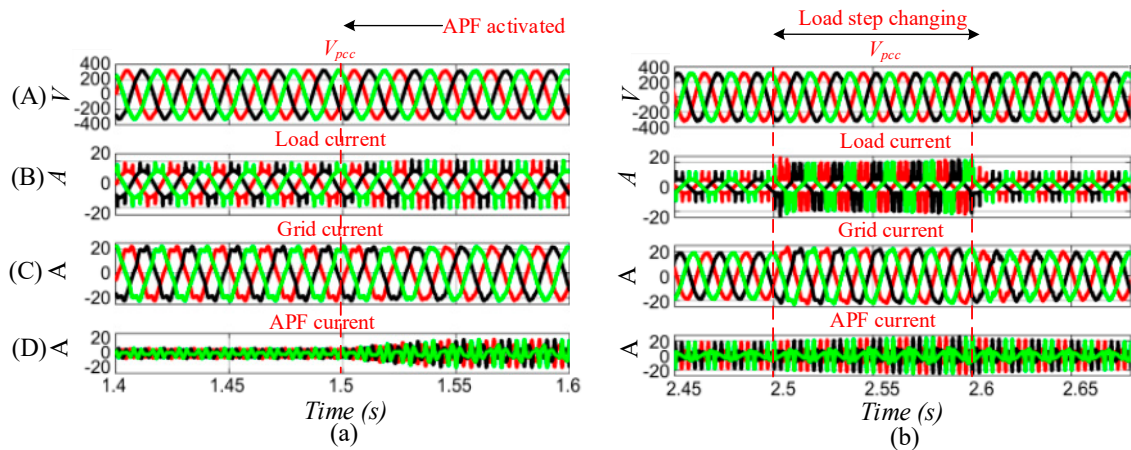 APF activated
V_pcc
(A)
V
400
200
0
-200
-400
Load current
(B)
A
20
0
-20
Grid current
(C)
A
20
0
-20
APF current
(D)
A
20
0
-20
1.4
1.45
1.5
1.55
1.6
Time (s)
(a)
Load step changing
V_pcc
V
400
200
0
-200
-400
Load current
A
20
0
-20
Grid current
A
20
0
-20
APF current
A
20
0
-20
2.45
2.5
2.55
2.6
2.65
Time (s)
(b)